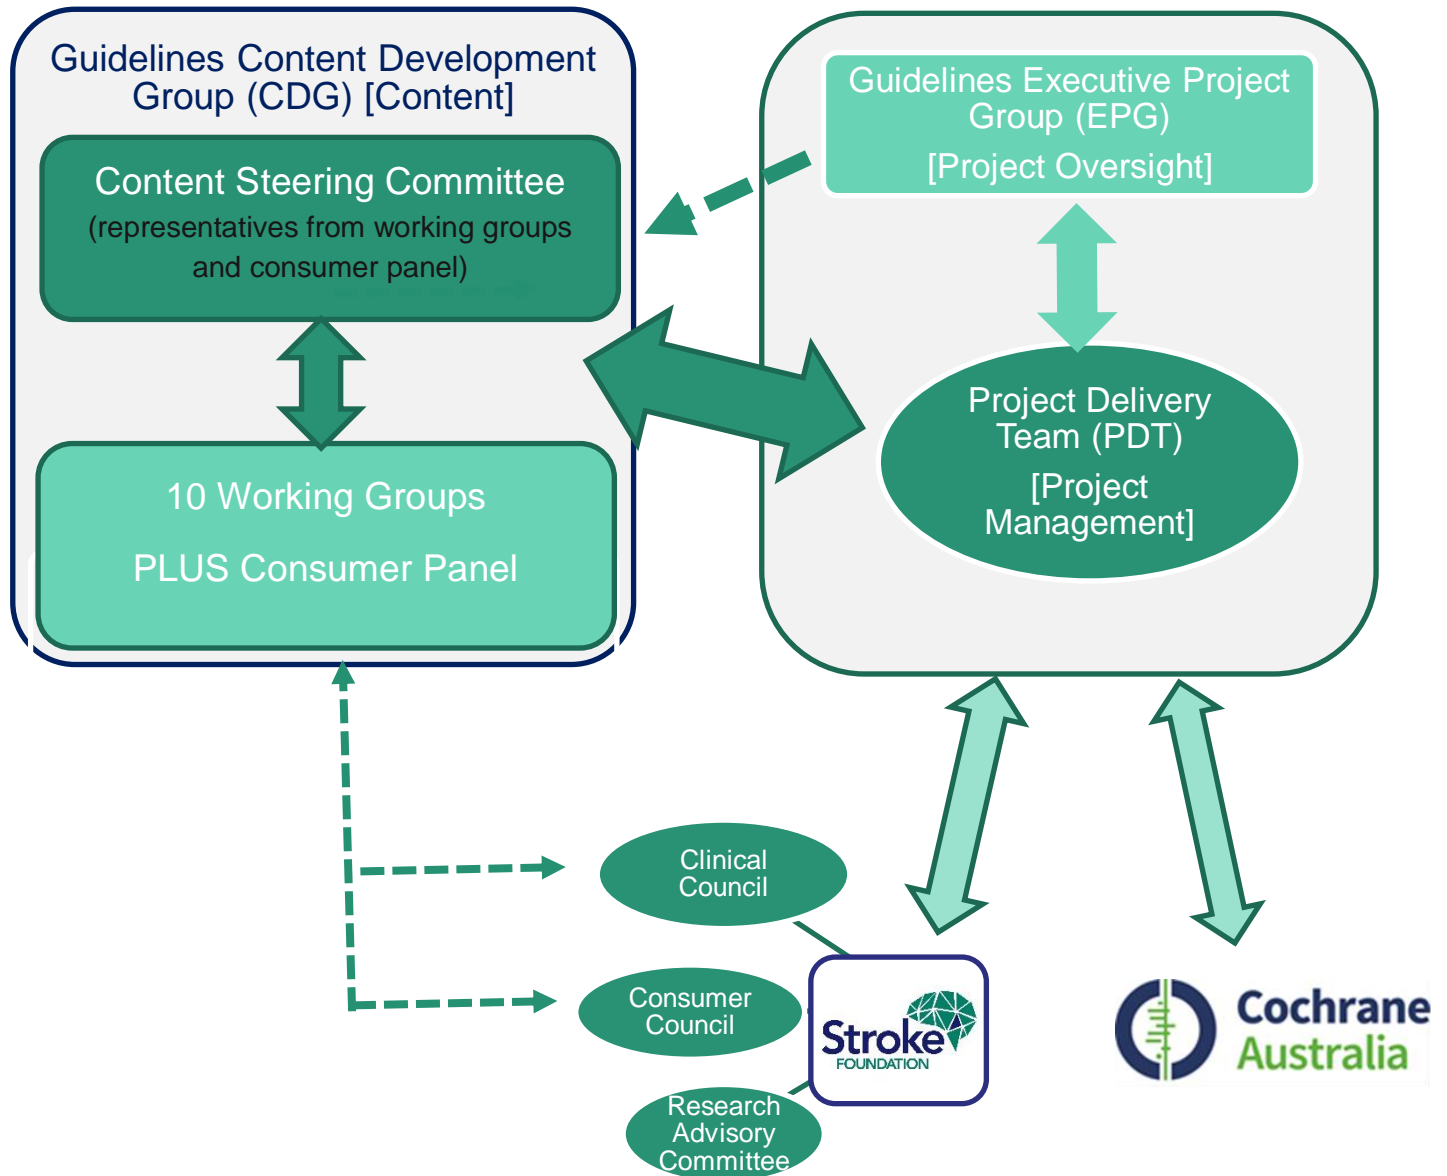 Guidelines Content Development
Group (CDG) [Content]
Content Steering Committee
(representatives from working groups
and consumer panel)
10 Working Groups
PLUS Consumer Panel
Guidelines Executive Project
Group (EPG)
[Project Oversight]
Project Delivery
Team (PDT)
[Project
Management]
Clinical
Council
Consumer
Council
Research
Advisory
Committee
Stroke
FOUNDATION
Cochrane
Australia